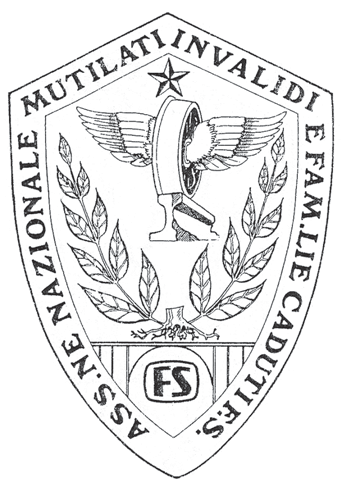 ASS.NE NAZIONALE MUTILATI INVALIDI E FAM.LIE CADUTI F.S.
FS